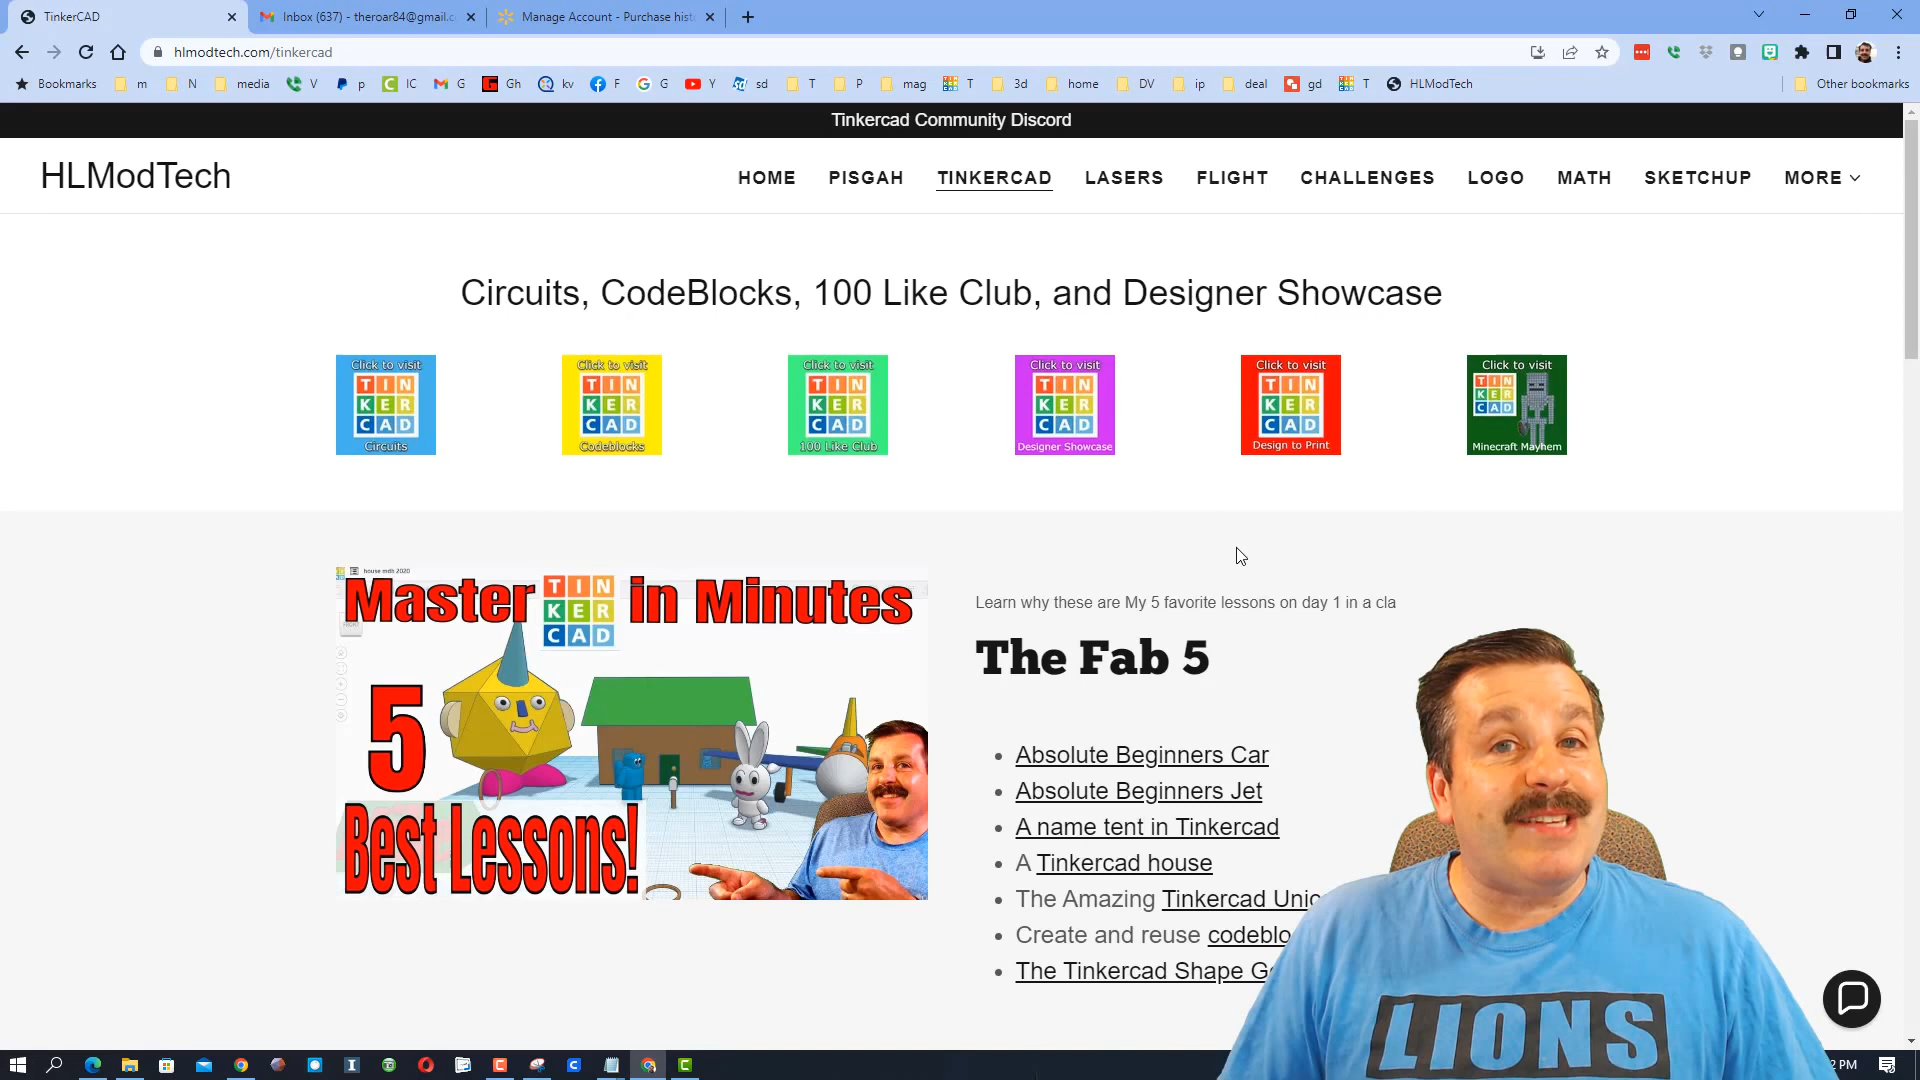 TinkerCAD
Inbox (637) - theroar84@gmail.c
Manage Account - Purchase hist
hlmodtech.com/tinkercad
Bookmarks m N media V p IC G Gh kv F G Y sd T P mag T 3d home DV ip deal gd T HLModTech Other bookmarks
Tinkercad Community Discord
HLModTech
HOME PISGAH TINKERCAD LASERS FLIGHT CHALLENGES LOGO MATH SKETCHUP MORE
Circuits, CodeBlocks, 100 Like Club, and Designer Showcase
Click to visit
TIN
KER
CAD
Circuits
Click to visit
TIN
KER
CAD
Codeblocks
Click to visit
TIN
KER
CAD
100 Like Club
Click to visit
TIN
KER
CAD
Designer Showcase
Click to visit
TIN
KER
CAD
Design to Print
Click to visit
TIN
KER
CAD
Minecraft Mayhem
house mdh 2020
Master TIN KER CAD in Minutes
FRONT
5
Best Lessons!
Learn why these are My 5 favorite lessons on day 1 in a cla
The Fab 5
Absolute Beginners Car
Absolute Beginners Jet
A name tent in Tinkercad
A Tinkercad house
The Amazing Tinkercad Unic
Create and reuse codeblo
The Tinkercad Shape Ge
LIONS
2 PM